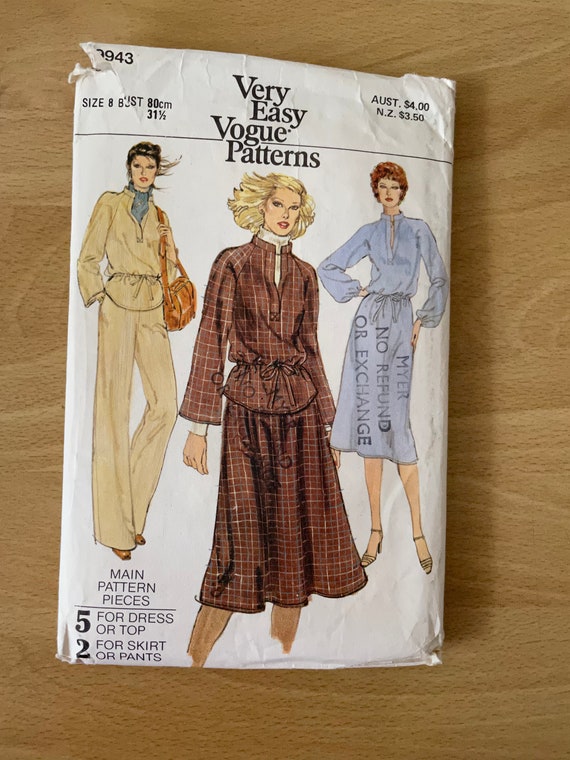 9943
SIZE 8 BUST 80cm
31½
Very
Easy
Vogue
Patterns
AUST. $4.00
N.Z. $3.50
MYER
NO REFUND
OR EXCHANGE
MAIN
PATTERN
PIECES
5 FOR DRESS
OR TOP
2 FOR SKIRT
OR PANTS